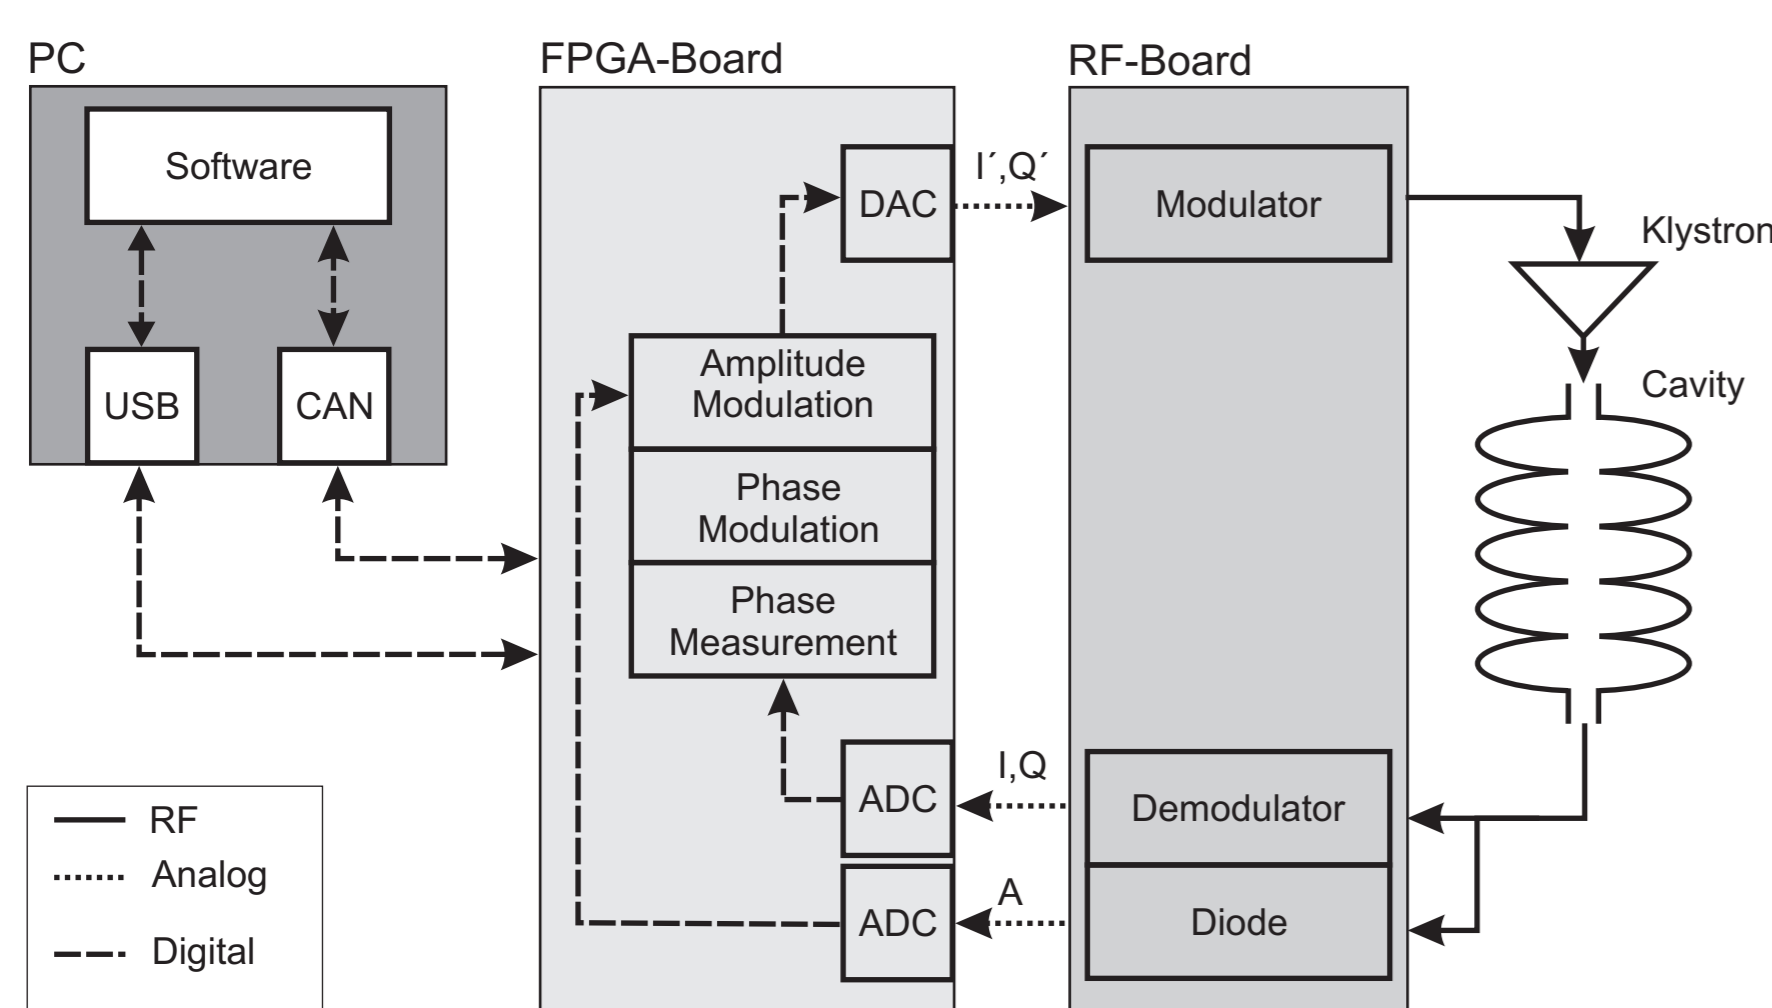 PC
Software
USB
CAN
FPGA-Board
DAC
I´,Q´
Amplitude
Modulation
Phase
Modulation
Phase
Measurement
ADC
I,Q
ADC
A
RF-Board
Modulator
Demodulator
Diode
Klystron
Cavity
RF
Analog
Digital